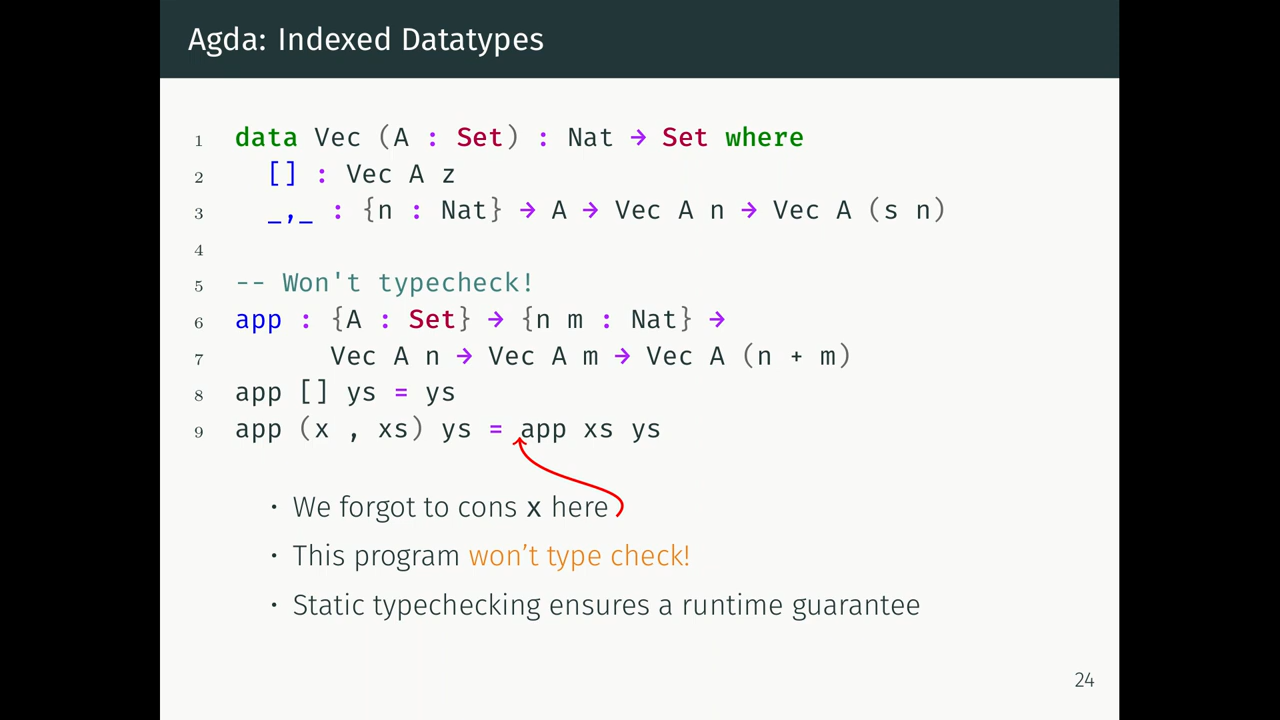 Agda: Indexed Datatypes
1 data Vec (A : Set) : Nat → Set where
2 [] : Vec A z
3 _,_ : {n : Nat} → A → Vec A n → Vec A (s n)
4
5 -- Won't typecheck!
6 app : {A : Set} → {n m : Nat} →
7 Vec A n → Vec A m → Vec A (n + m)
8 app [] ys = ys
9 app (x , xs) ys = app xs ys
• We forgot to cons x here
• This program won't type check!
• Static typechecking ensures a runtime guarantee
24